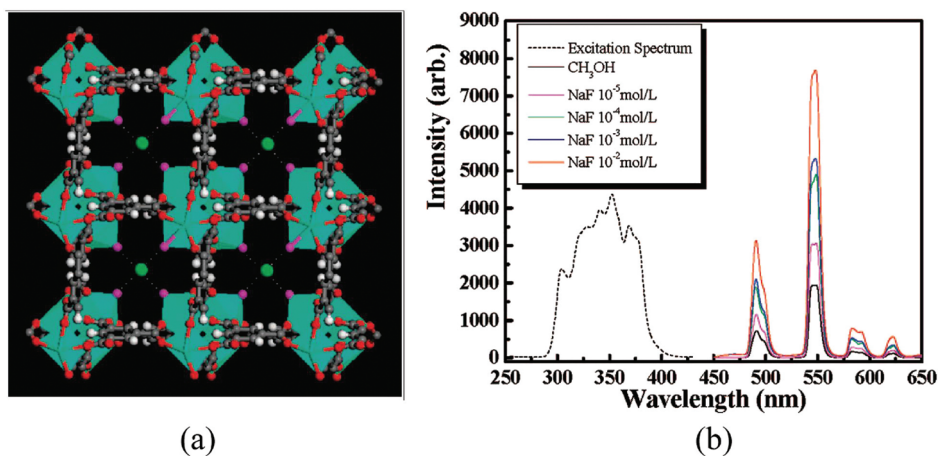 Excitation Spectrum
CH₃OH
NaF 10⁻⁵mol/L
NaF 10⁻⁴mol/L
NaF 10⁻³mol/L
NaF 10⁻²mol/L
Intensity (arb.)
9000
8000
7000
6000
5000
4000
3000
2000
1000
0
250 300 350 400 450 500 550 600 650
Wavelength (nm)
(a) (b)